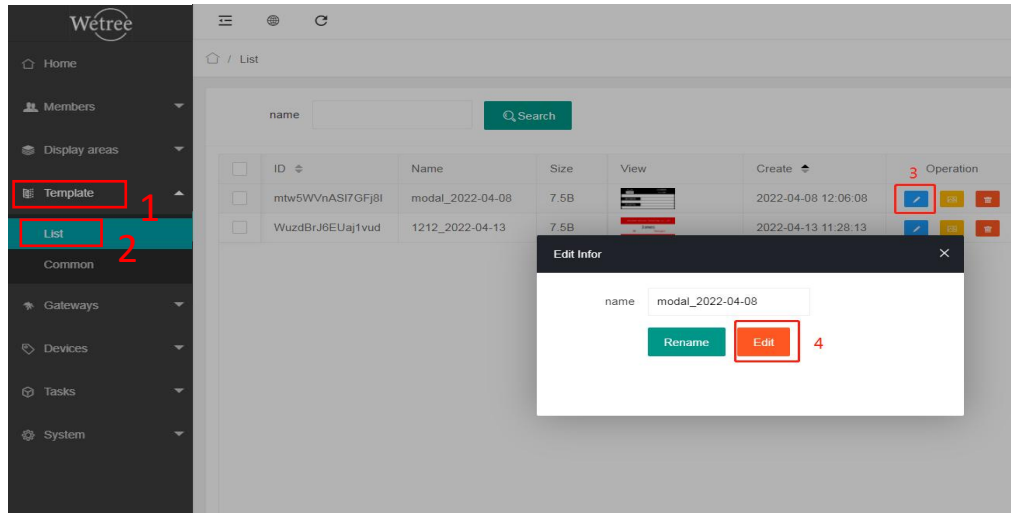 Wetree
Home
/ List
Members
name
Search
Display areas
ID
Name
Size
View
Create
3
Operation
Template
1
mtw5WVnASI7GFj8I
modal_2022-04-08
7.5B
2022-04-08 12:06:08
List
2
WuzdBrJ6EUaj1vud
1212_2022-04-13
7.5B
2022-04-13 11:28:13
Common
Edit Infor
Gateways
name
modal_2022-04-08
Devices
Rename
Edit
4
Tasks
System